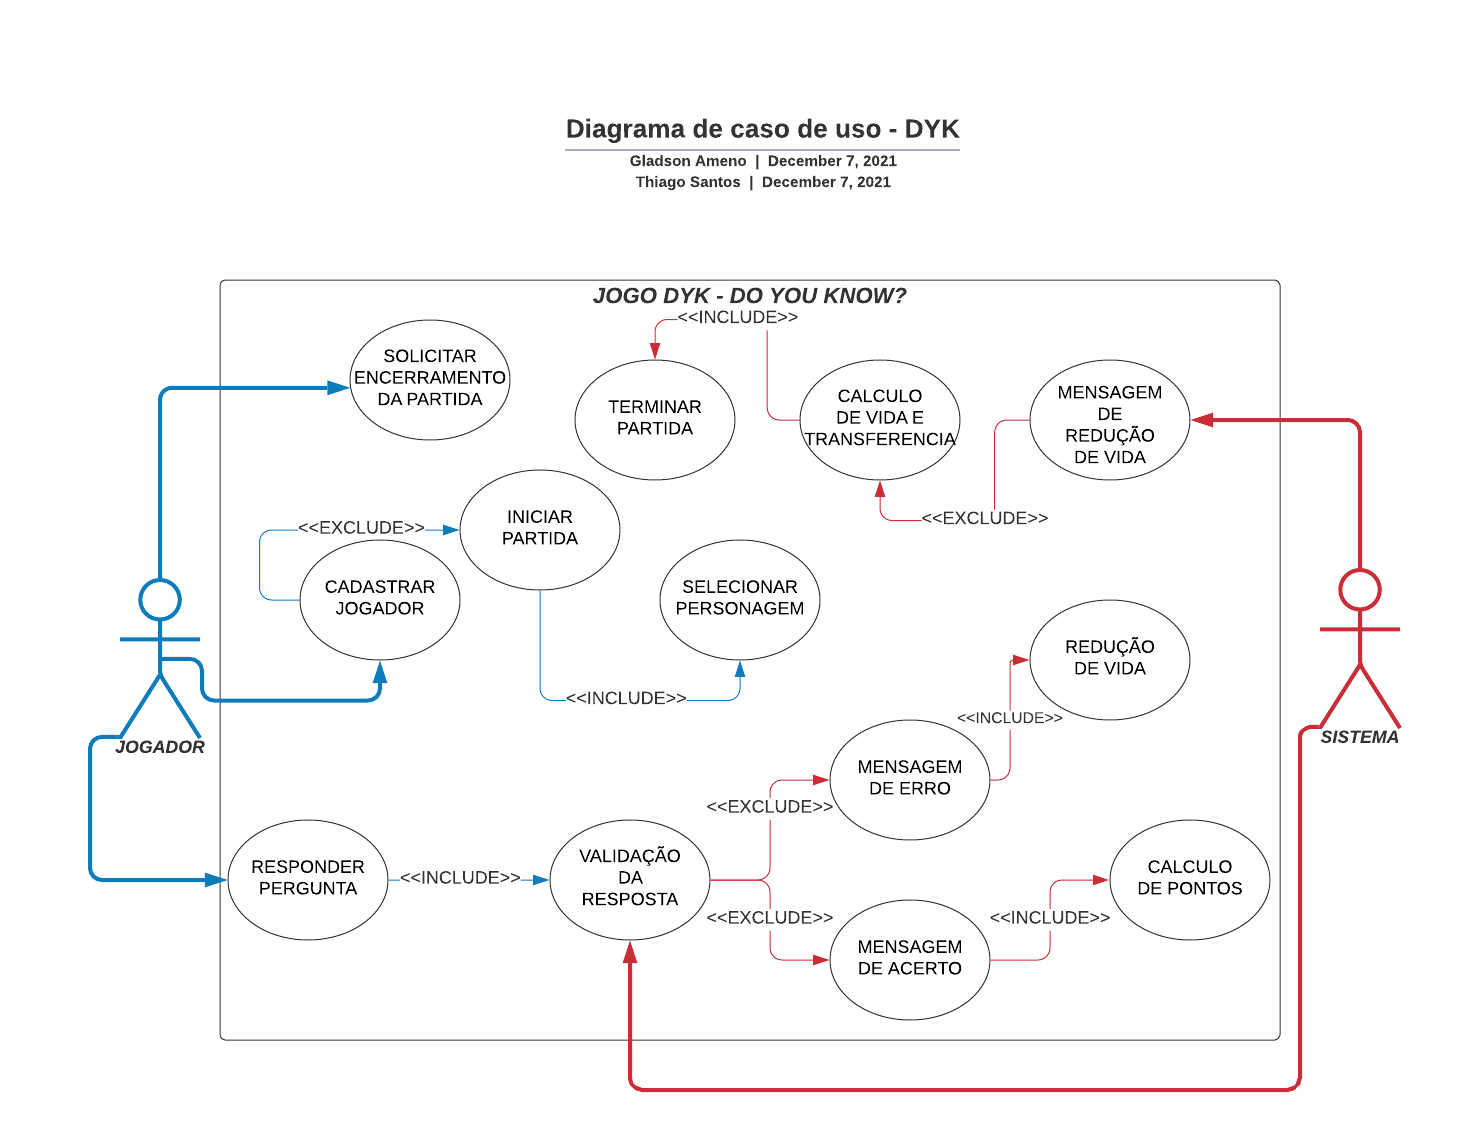 Diagrama de caso de uso - DYK
Gladson Ameno | December 7, 2021
Thiago Santos | December 7, 2021
JOGO DYK - DO YOU KNOW?
<<INCLUDE>>
SOLICITAR
ENCERRAMENTO
DA PARTIDA
TERMINAR
PARTIDA
CALCULO
DE VIDA E
TRANSFERENCIA
MENSAGEM
DE
REDUÇÃO
DE VIDA
<<EXCLUDE>>
INICIAR
PARTIDA
<<EXCLUDE>>
CADASTRAR
JOGADOR
SELECIONAR
PERSONAGEM
<<INCLUDE>>
REDUÇÃO
DE VIDA
<<INCLUDE>>
JOGADOR
SISTEMA
MENSAGEM
DE ERRO
<<EXCLUDE>>
RESPONDER
PERGUNTA
<<INCLUDE>>
VALIDAÇÃO
DA
RESPOSTA
<<EXCLUDE>>
MENSAGEM
DE ACERTO
<<INCLUDE>>
CALCULO
DE PONTOS